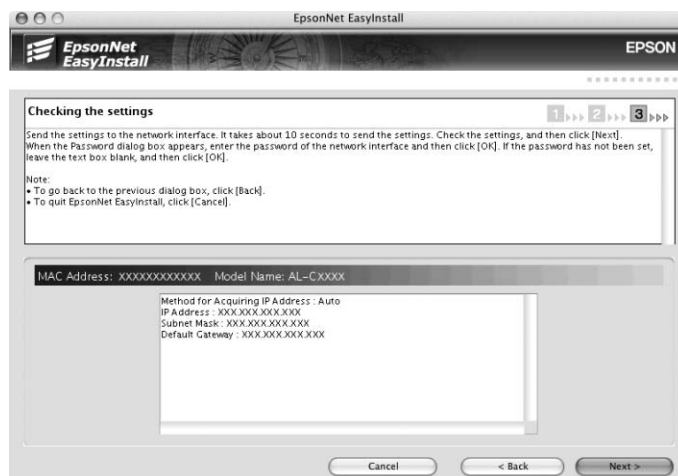 EpsonNet EasyInstall
EpsonNet
EasyInstall
EPSON
Checking the settings
1 2 3
Send the settings to the network interface. It takes about 10 seconds to send the settings. Check the settings, and then click [Next].
When the Password dialog box appears, enter the password of the network interface and then click [OK]. If the password has not been set,
leave the text box blank, and then click [OK].
Note:
• To go back to the previous dialog box, click [Back].
• To quit EpsonNet EasyInstall, click [Cancel].
MAC Address: XXXXXXXXXXXX Model Name: AL-CXXXX
Method for Acquiring IP Address : Auto
IP Address : XXX.XXX.XXX.XXX
Subnet Mask : XXX.XXX.XXX.XXX
Default Gateway : XXX.XXX.XXX.XXX
Cancel < Back Next >